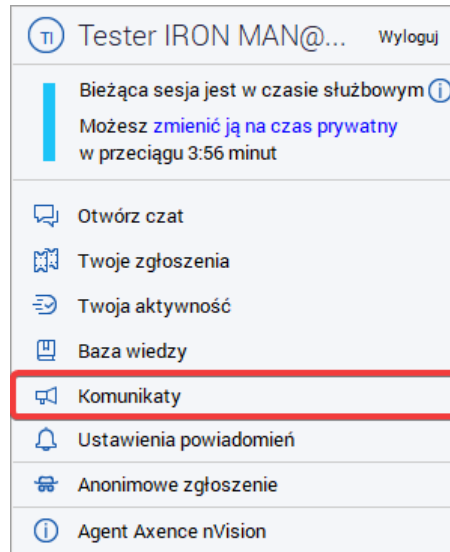 TI Tester IRON MAN@... Wyloguj
Bieżąca sesja jest w czasie służbowym
Możesz zmienić ją na czas prywatny
w przeciągu 3:56 minut
Otwórz czat
Twoje zgłoszenia
Twoja aktywność
Baza wiedzy
Komunikaty
Ustawienia powiadomień
Anonimowe zgłoszenie
Agent Axence nVision